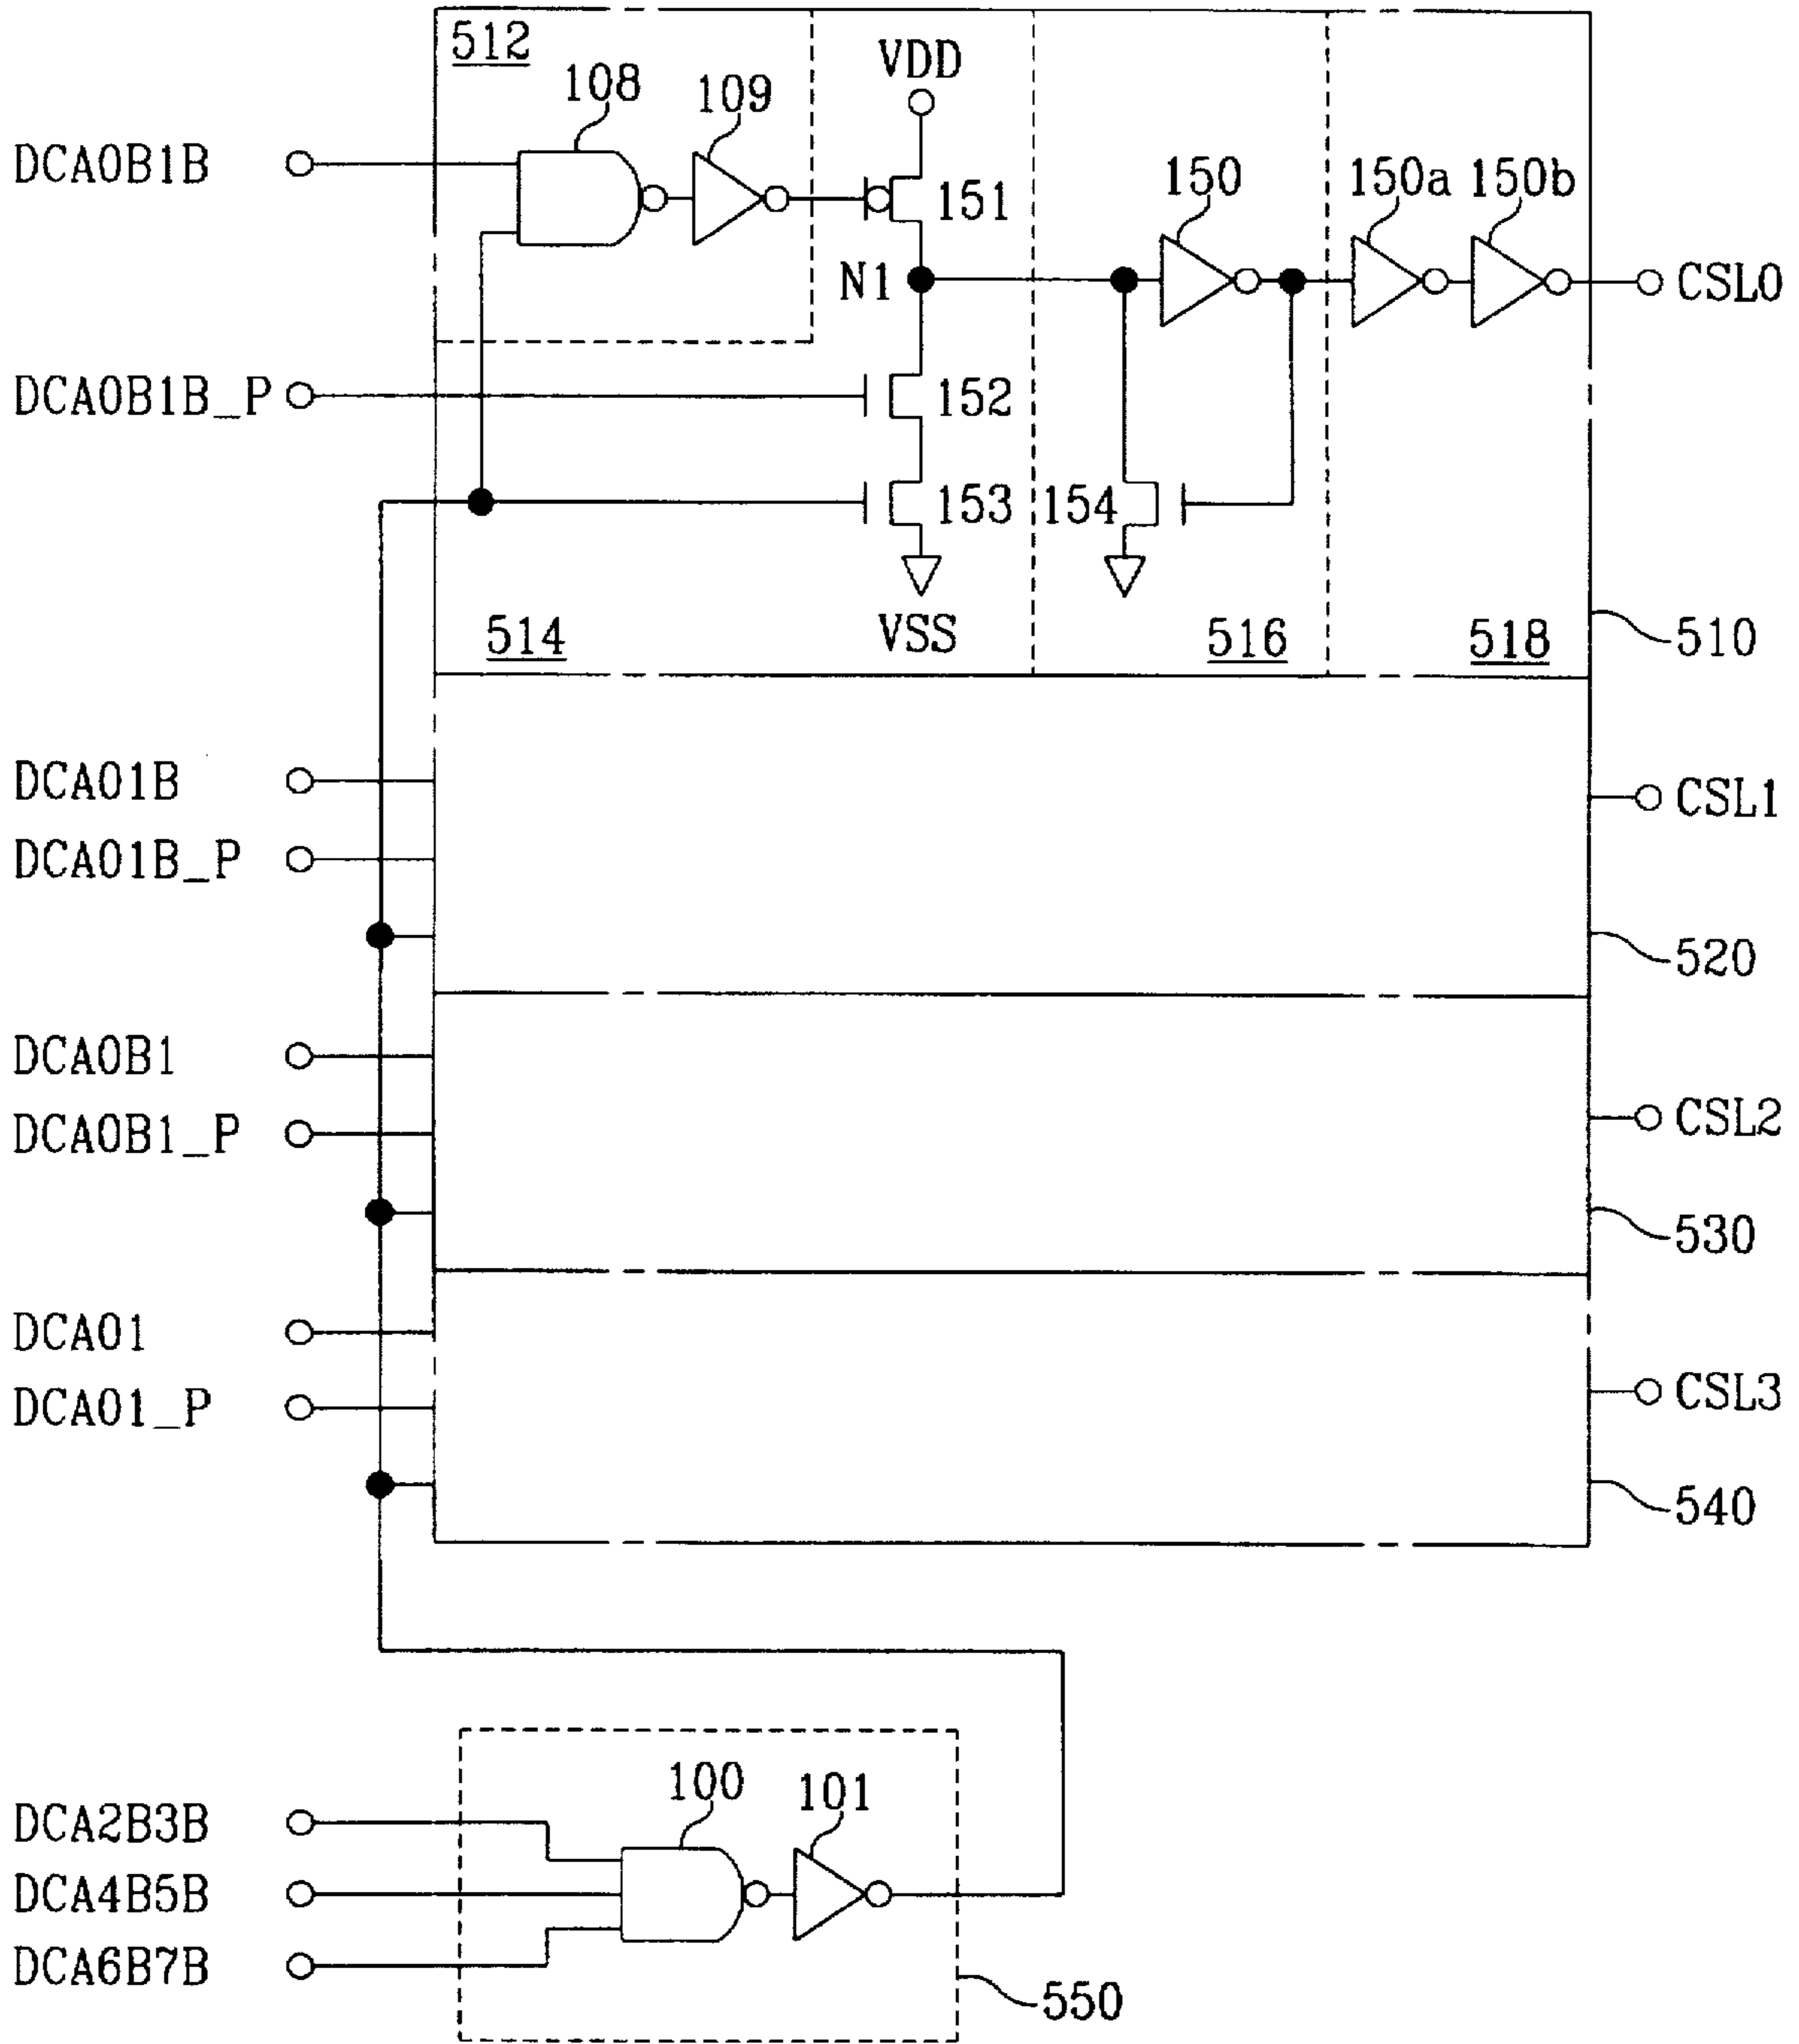 512
108
109
VDD
DCA0B1B
151
150
150a
150b
N1
CSL0
DCA0B1B_P
152
153
154
514
VSS
516
518
510
DCA01B
CSL1
DCA01B_P
520
DCA0B1
CSL2
DCA0B1_P
530
DCA01
CSL3
DCA01_P
540
100
101
DCA2B3B
DCA4B5B
DCA6B7B
550